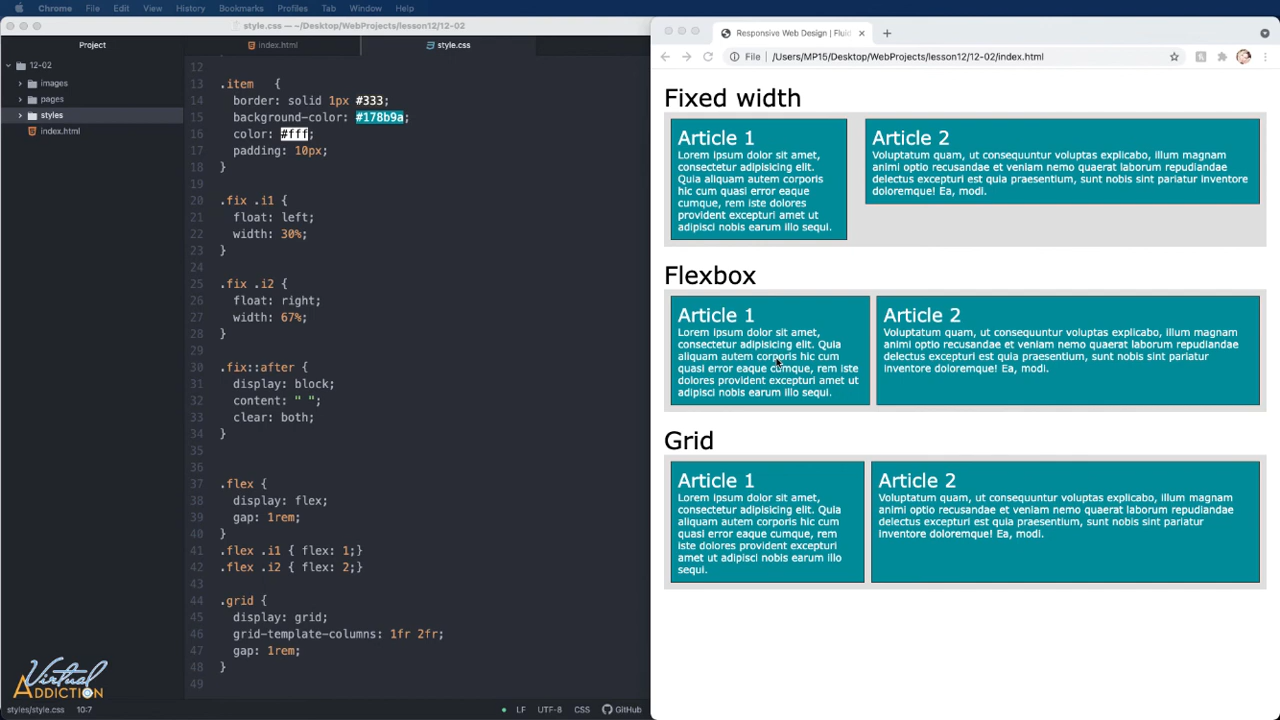 Chrome File Edit View History Bookmarks Profiles Tab Window Help
style.css — ~/Desktop/WebProjects/lesson12/12-02
Project
index.html
style.css
12-02
images
pages
styles
index.html
12
13 .item {
14 border: solid 1px #333;
15 background-color: #178b9a;
16 color: #fff;
17 padding: 10px;
18 }
19
20 .fix .i1 {
21 float: left;
22 width: 30%;
23 }
24
25 .fix .i2 {
26 float: right;
27 width: 67%;
28 }
29
30 .fix::after {
31 display: block;
32 content: " ";
33 clear: both;
34 }
35
36
37 .flex {
38 display: flex;
39 gap: 1rem;
40 }
41 .flex .i1 { flex: 1;}
42 .flex .i2 { flex: 2;}
43
44 .grid {
45 display: grid;
46 grid-template-columns: 1fr 2fr;
47 gap: 1rem;
48 }
49
Virtual
ADDICTION
styles/style.css 10:7
LF UTF-8 CSS GitHub
Responsive Web Design | Fluid
File | /Users/MP15/Desktop/WebProjects/lesson12/12-02/index.html
Fixed width
Article 1
Lorem ipsum dolor sit amet,
consectetur adipisicing elit.
Quia aliquam autem corporis
hic cum quasi error eaque
cumque, rem iste dolores
provident excepturi amet ut
adipisci nobis earum illo sequi.
Article 2
Voluptatum quam, ut consequuntur voluptas explicabo, illum magnam
animi optio recusandae et veniam nemo quaerat laborum repudiandae
delectus excepturi est quia praesentium, sunt nobis sint pariatur inventore
doloremque! Ea, modi.
Flexbox
Article 1
Lorem ipsum dolor sit amet,
consectetur adipisicing elit. Quia
aliquam autem corporis hic cum
quasi error eaque cumque, rem iste
dolores provident excepturi amet ut
adipisci nobis earum illo sequi.
Article 2
Voluptatum quam, ut consequuntur voluptas explicabo, illum magnam
animi optio recusandae et veniam nemo quaerat laborum repudiandae
delectus excepturi est quia praesentium, sunt nobis sint pariatur
inventore doloremque! Ea, modi.
Grid
Article 1
Lorem ipsum dolor sit amet,
consectetur adipisicing elit. Quia
aliquam autem corporis hic cum
quasi error eaque cumque, rem
iste dolores provident excepturi
amet ut adipisci nobis earum illo
sequi.
Article 2
Voluptatum quam, ut consequuntur voluptas explicabo, illum magnam
animi optio recusandae et veniam nemo quaerat laborum repudiandae
delectus excepturi est quia praesentium, sunt nobis sint pariatur
inventore doloremque! Ea, modi.